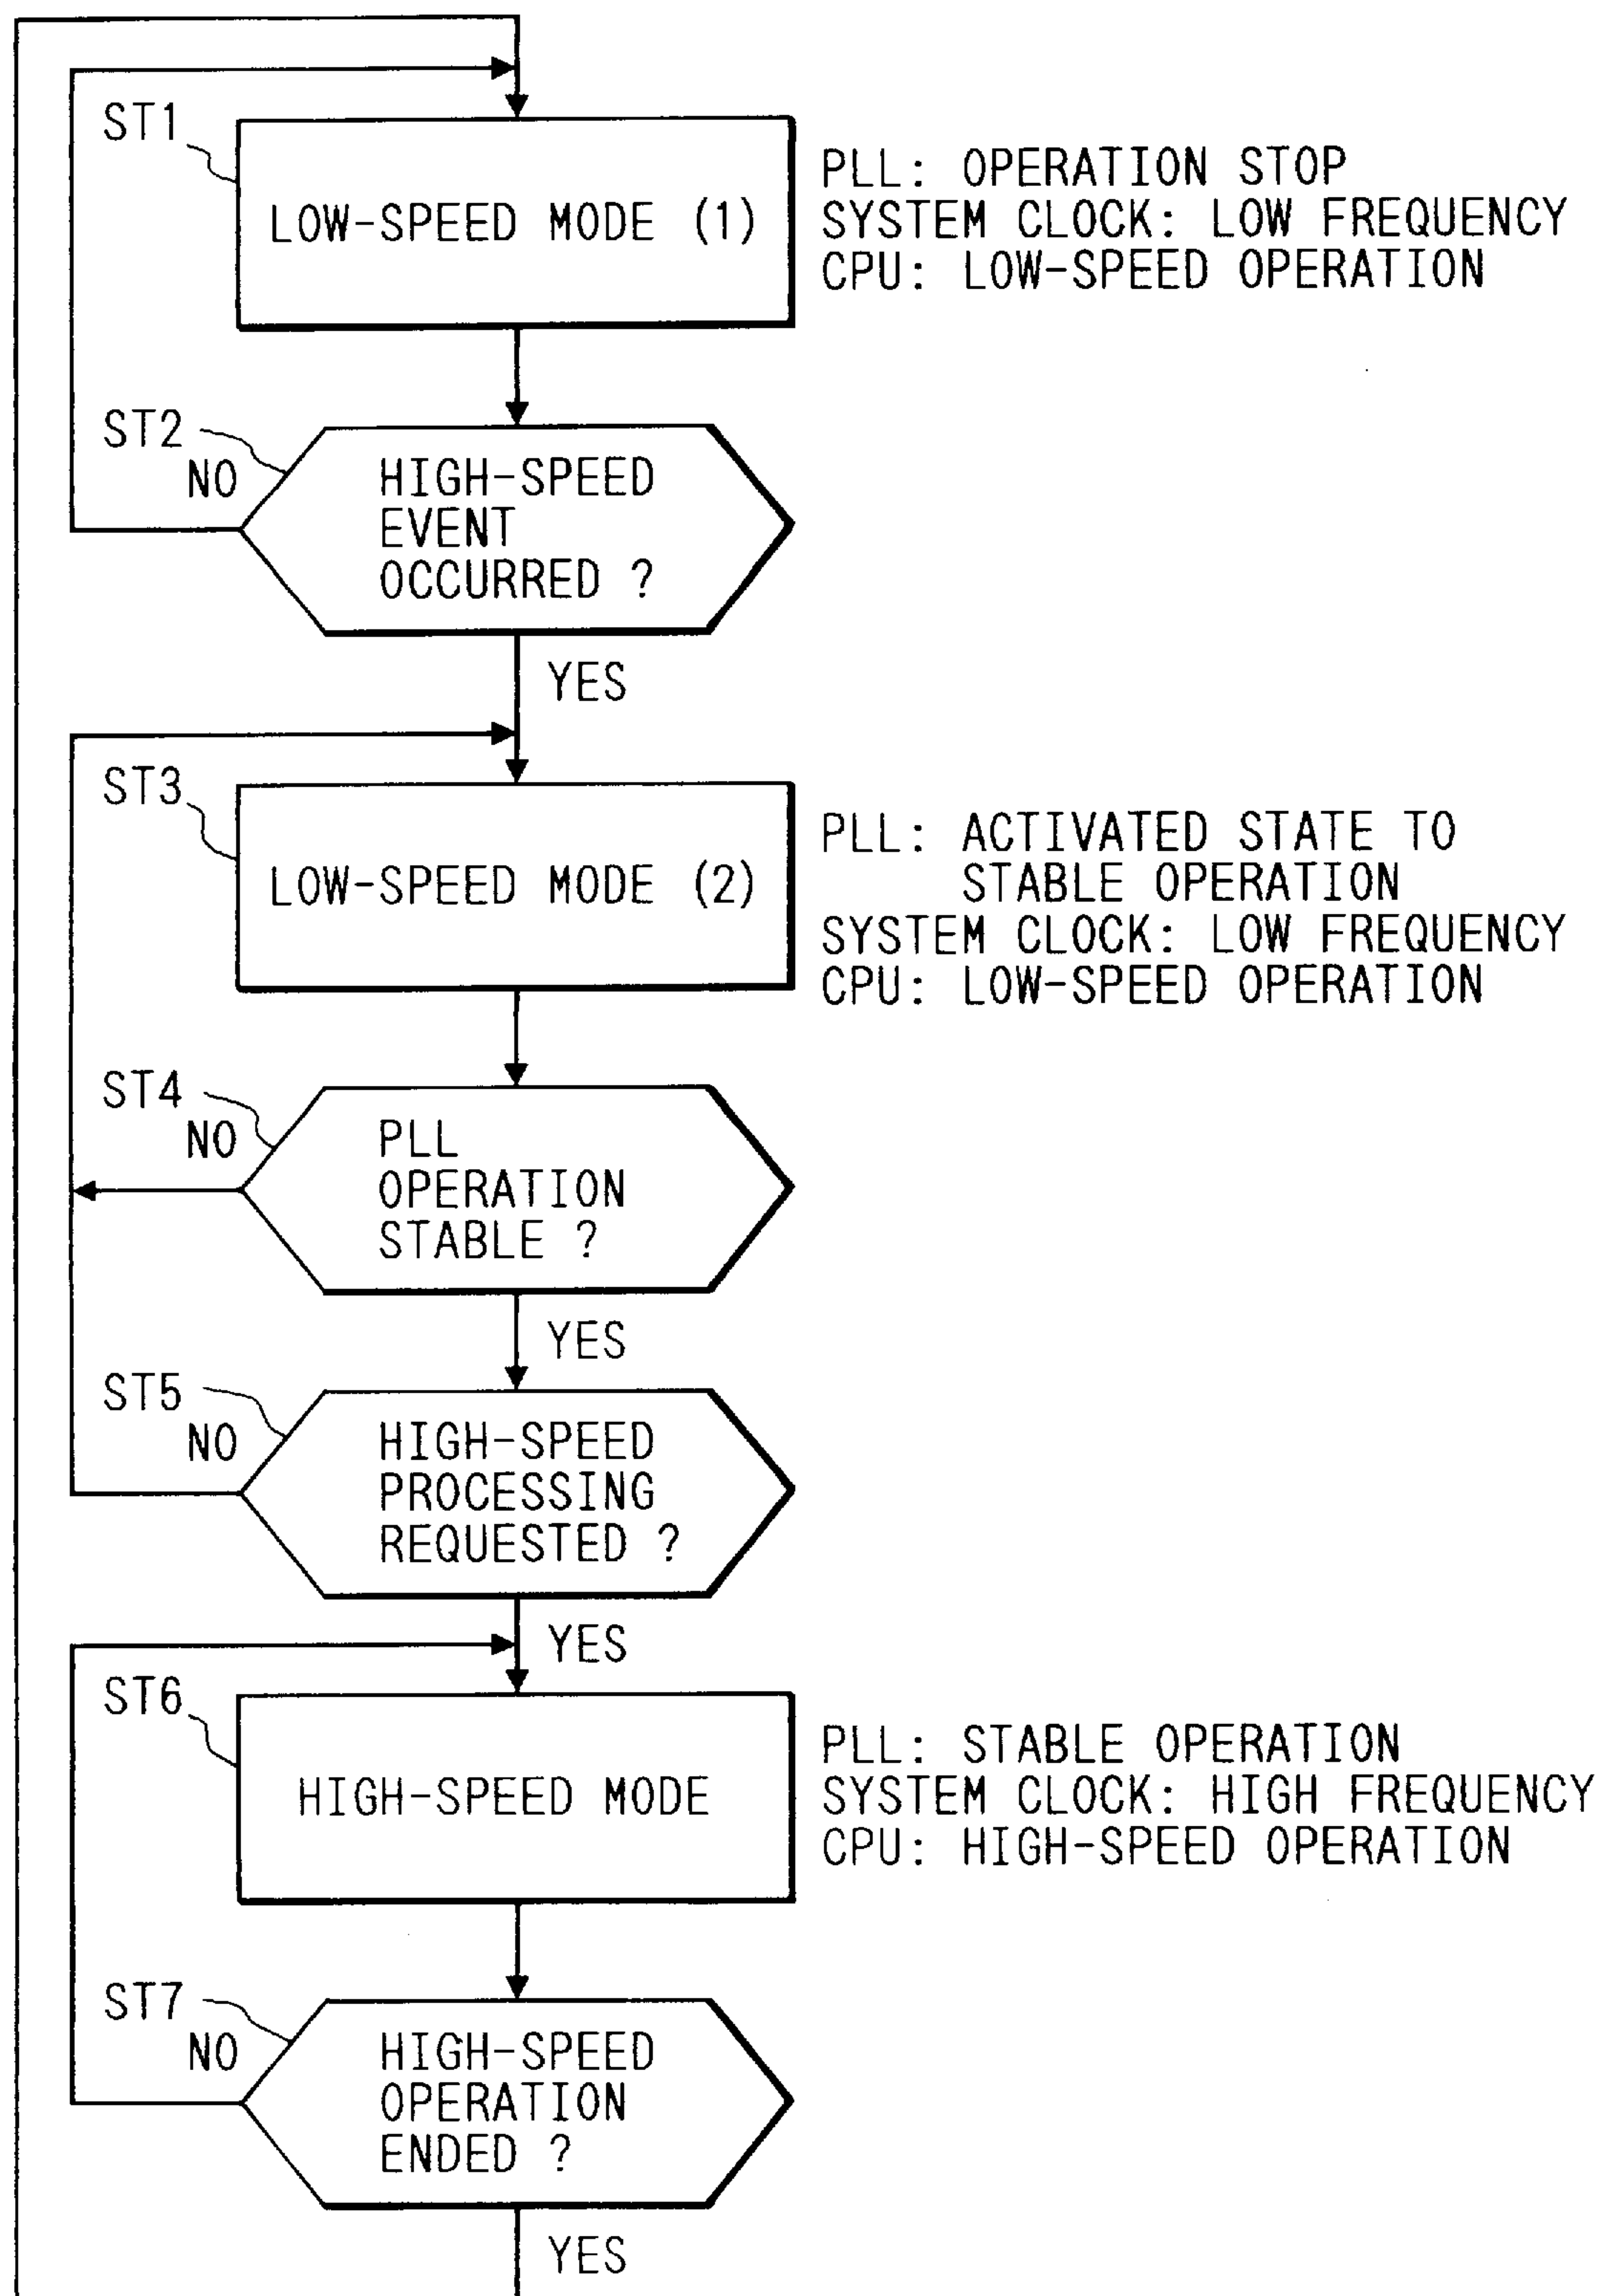 ST1
LOW-SPEED MODE (1)
PLL: OPERATION STOP
SYSTEM CLOCK: LOW FREQUENCY
CPU: LOW-SPEED OPERATION
ST2
NO
HIGH-SPEED
EVENT
OCCURRED ?
YES
ST3
LOW-SPEED MODE (2)
PLL: ACTIVATED STATE TO
STABLE OPERATION
SYSTEM CLOCK: LOW FREQUENCY
CPU: LOW-SPEED OPERATION
ST4
NO
PLL
OPERATION
STABLE ?
YES
ST5
NO
HIGH-SPEED
PROCESSING
REQUESTED ?
YES
ST6
HIGH-SPEED MODE
PLL: STABLE OPERATION
SYSTEM CLOCK: HIGH FREQUENCY
CPU: HIGH-SPEED OPERATION
ST7
NO
HIGH-SPEED
OPERATION
ENDED ?
YES